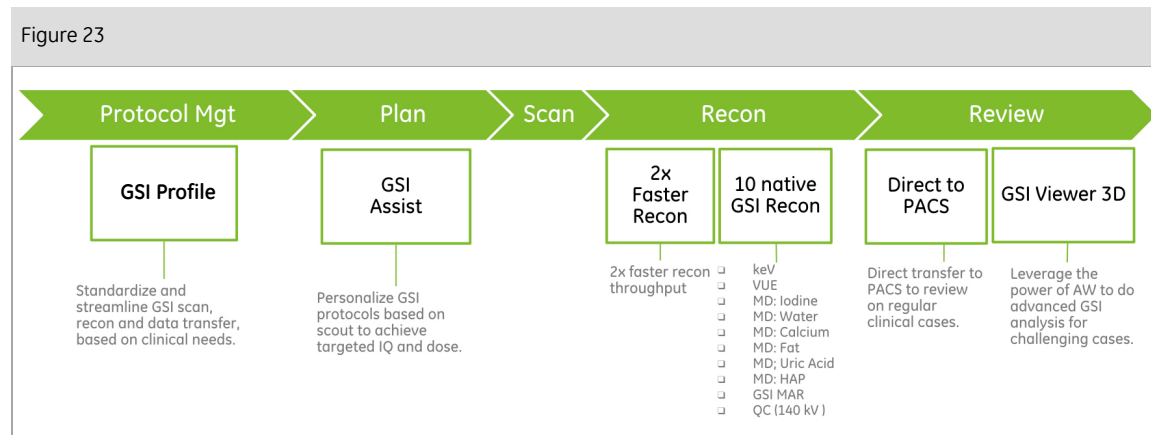 Figure 23
Protocol Mgt
Plan
Scan
Recon
Review
GSI Profile
Standardize and
streamline GSI scan,
recon and data transfer,
based on clinical needs.
GSI
Assist
Personalize GSI
protocols based on
scout to achieve
targeted IQ and dose.
2x
Faster
Recon
2x faster recon
throughput
10 native
GSI Recon
keV
VUE
MD: Iodine
MD: Water
MD: Calcium
MD: Fat
MD; Uric Acid
MD: HAP
GSI MAR
QC (140 kV )
Direct to
PACS
Direct transfer to
PACS to review
on regular
clinical cases.
GSI Viewer 3D
Leverage the
power of AW to do
advanced GSI
analysis for
challenging cases.